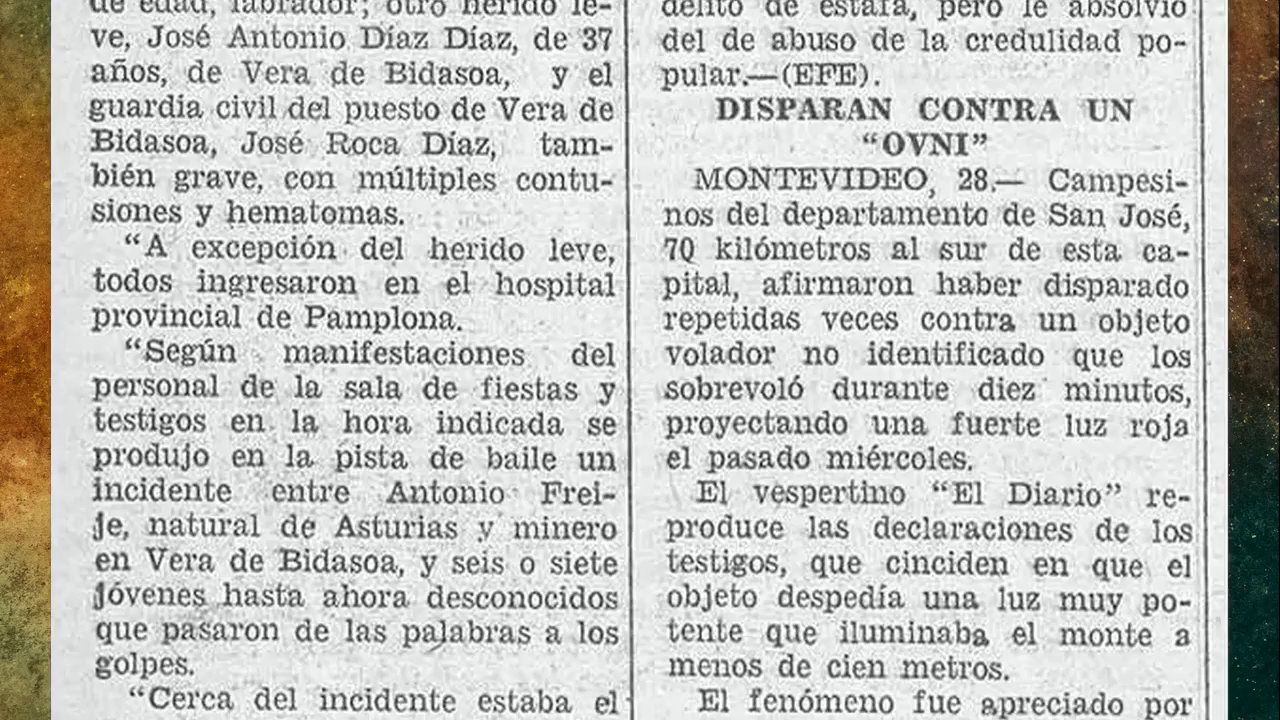 de edad, labrador; otro herido le-
ve, José Antonio Díaz Díaz, de 37
años, de Vera de Bidasoa, y el
guardia civil del puesto de Vera de
Bidasoa, José Roca Díaz, tam-
bién grave, con múltiples contu-
siones y hematomas.
“A excepción del herido leve,
todos ingresaron en el hospital
provincial de Pamplona.
“Según manifestaciones del
personal de la sala de fiestas y
testigos en la hora indicada se
produjo en la pista de baile un
incidente entre Antonio Frei-
je, natural de Asturias y minero
en Vera de Bidasoa, y seis o siete
jóvenes hasta ahora desconocidos
que pasaron de las palabras a los
golpes.
“Cerca del incidente estaba el
delito de estafa, pero le absolvió
del de abuso de la credulidad po-
pular.—(EFE).
DISPARAN CONTRA UN
“OVNI”
MONTEVIDEO, 28.— Campesi-
nos del departamento de San José,
70 kilómetros al sur de esta ca-
pital, afirmaron haber disparado
repetidas veces contra un objeto
volador no identificado que los
sobrevoló durante diez minutos,
proyectando una fuerte luz roja
el pasado miércoles.
El vespertino “El Diario” re-
produce las declaraciones de los
testigos, que cinciden en que el
objeto despedía una luz muy po-
tente que iluminaba el monte a
menos de cien metros.
El fenómeno fue apreciado por